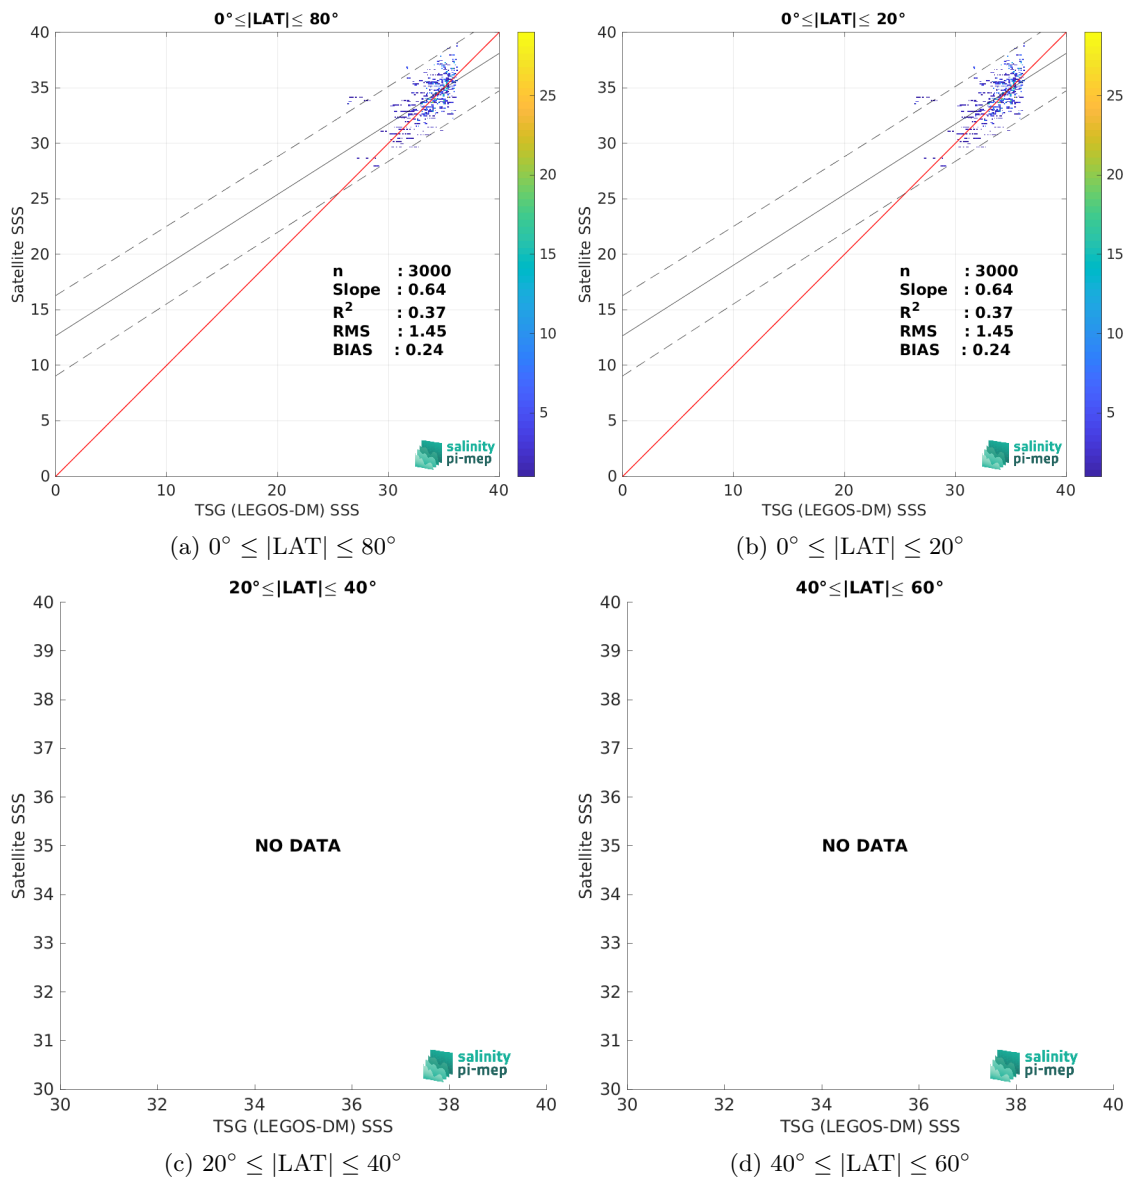 0°≤|LAT|≤ 80°
40
35
30
25
20
15
10
5
0
Satellite SSS
0
10
20
30
40
TSG (LEGOS-DM) SSS
25
20
15
10
5
n : 3000
Slope : 0.64
R² : 0.37
RMS : 1.45
BIAS : 0.24
salinity
pi-mep
(a) 0° ≤ |LAT| ≤ 80°
0°≤|LAT|≤ 20°
40
35
30
25
20
15
10
5
0
Satellite SSS
0
10
20
30
40
TSG (LEGOS-DM) SSS
25
20
15
10
5
n : 3000
Slope : 0.64
R² : 0.37
RMS : 1.45
BIAS : 0.24
salinity
pi-mep
(b) 0° ≤ |LAT| ≤ 20°
20°≤|LAT|≤ 40°
40
39
38
37
36
35
34
33
32
31
30
Satellite SSS
NO DATA
salinity
pi-mep
30
32
34
36
38
40
TSG (LEGOS-DM) SSS
(c) 20° ≤ |LAT| ≤ 40°
40°≤|LAT|≤ 60°
40
39
38
37
36
35
34
33
32
31
30
Satellite SSS
NO DATA
salinity
pi-mep
30
32
34
36
38
40
TSG (LEGOS-DM) SSS
(d) 40° ≤ |LAT| ≤ 60°